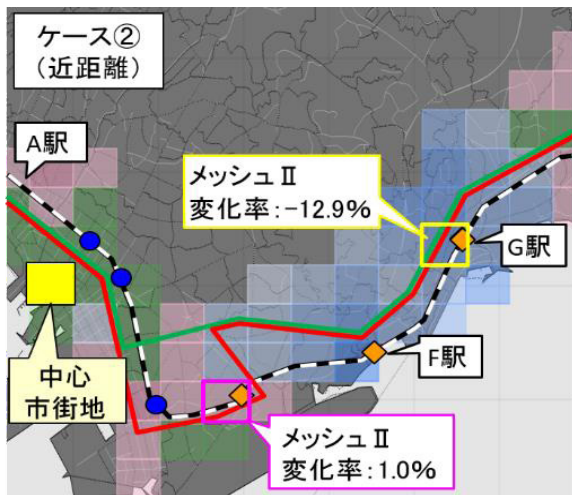 ケース②
(近距離)
A駅
メッシュⅡ
変化率:-12.9%
G駅
F駅
中心
市街地
メッシュⅡ
変化率:1.0%